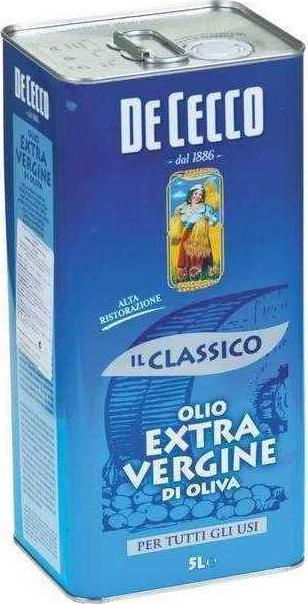 DE CECCO
dal 1886
ALTA
RISTORAZIONE
IL CLASSICO
OLIO
EXTRA
VERGINE
DI OLIVA
PER TUTTI GLI USI
5L e